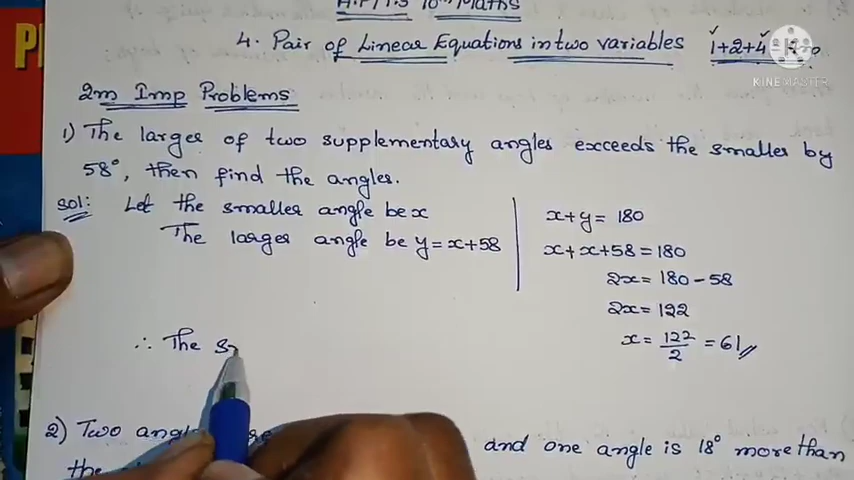 10th Maths
4. Pair of Linear Equations in two variables 1+2+4
KINEMASTER
2m Imp Problems
1) The larger of two supplementary angles exceeds the smaller by
58°, then find the angles.
Sol: Let the smaller angle be x
The larger angle be y = x+58
x+y = 180
x+x+58 = 180
2x = 180 - 58
2x = 122
x = 122/2 = 61//
∴ The
2) Two and one angle is 18° more than
the